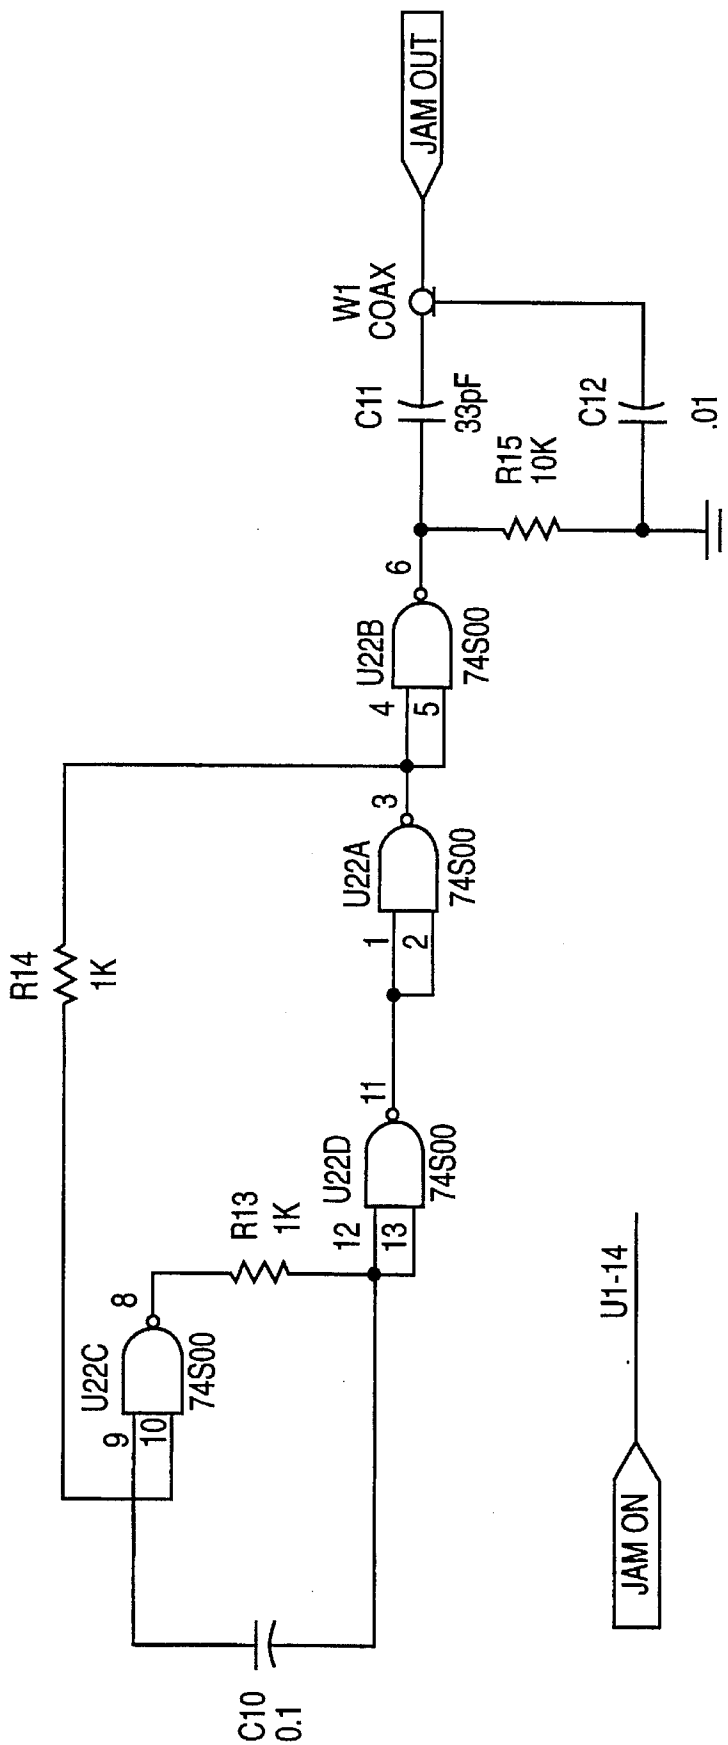 C10
0.1
9
10
U22C
74S00
8
R13
1K
12
13
U22D
74S00
11
R14
1K
1
2
U22A
74S00
3
4
5
U22B
74S00
6
R15
10K
C11
33pF
C12
.01
W1
COAX
JAM OUT
JAM ON
U1-14